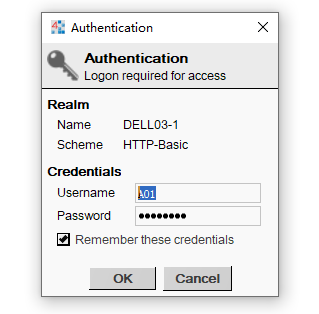 Authentication
Authentication
Logon required for access
Realm
Name DELL03-1
Scheme HTTP-Basic
Credentials
Username A01
Password ●●●●●●●●
Remember these credentials
OK Cancel